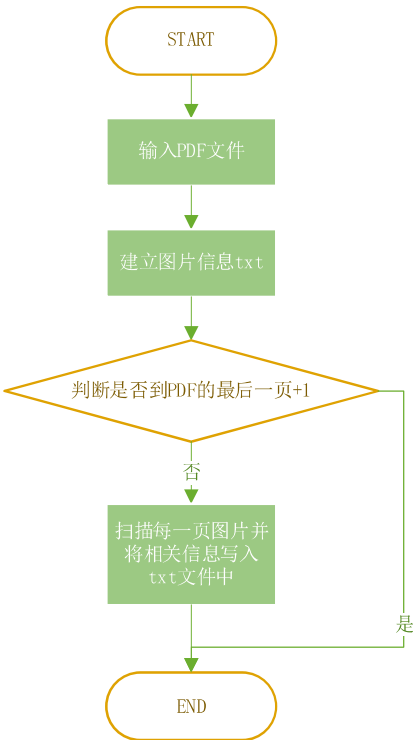 START
输入PDF文件
建立图片信息txt
判断是否到PDF的最后一页+1
否
扫描每一页图片并
将相关信息写入
txt文件中
是
END